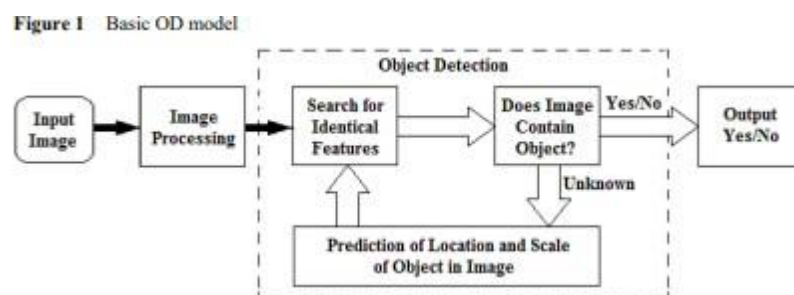 Figure 1 Basic OD model
Object Detection
Input
Image
Image
Processing
Search for
Identical
Features
Does Image
Contain
Object?
Yes/No
Output
Yes/No
Unknown
Prediction of Location and Scale
of Object in Image